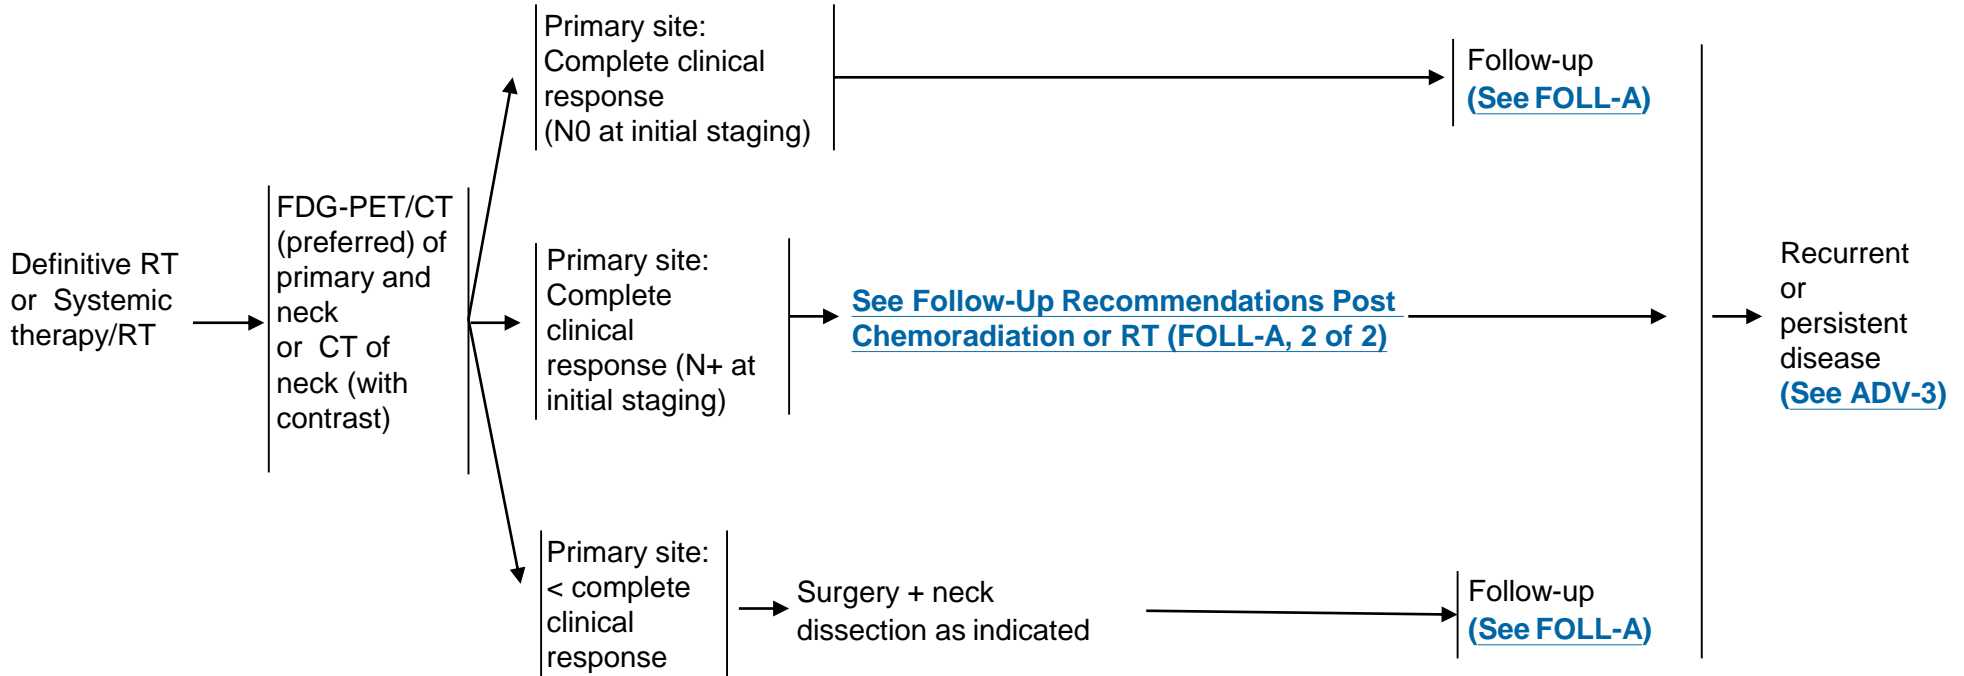 Definitive RT
or Systemic
therapy/RT
FDG-PET/CT
(preferred) of
primary and
neck
or CT of
neck (with
contrast)
Primary site:
Complete clinical
response
(N0 at initial staging)
Follow-up
(See FOLL-A)
Primary site:
Complete
clinical
response (N+ at
initial staging)
See Follow-Up Recommendations Post
Chemoradiation or RT (FOLL-A, 2 of 2)
Primary site:
< complete
clinical
response
Surgery + neck
dissection as indicated
Follow-up
(See FOLL-A)
Recurrent
or
persistent
disease
(See ADV-3)